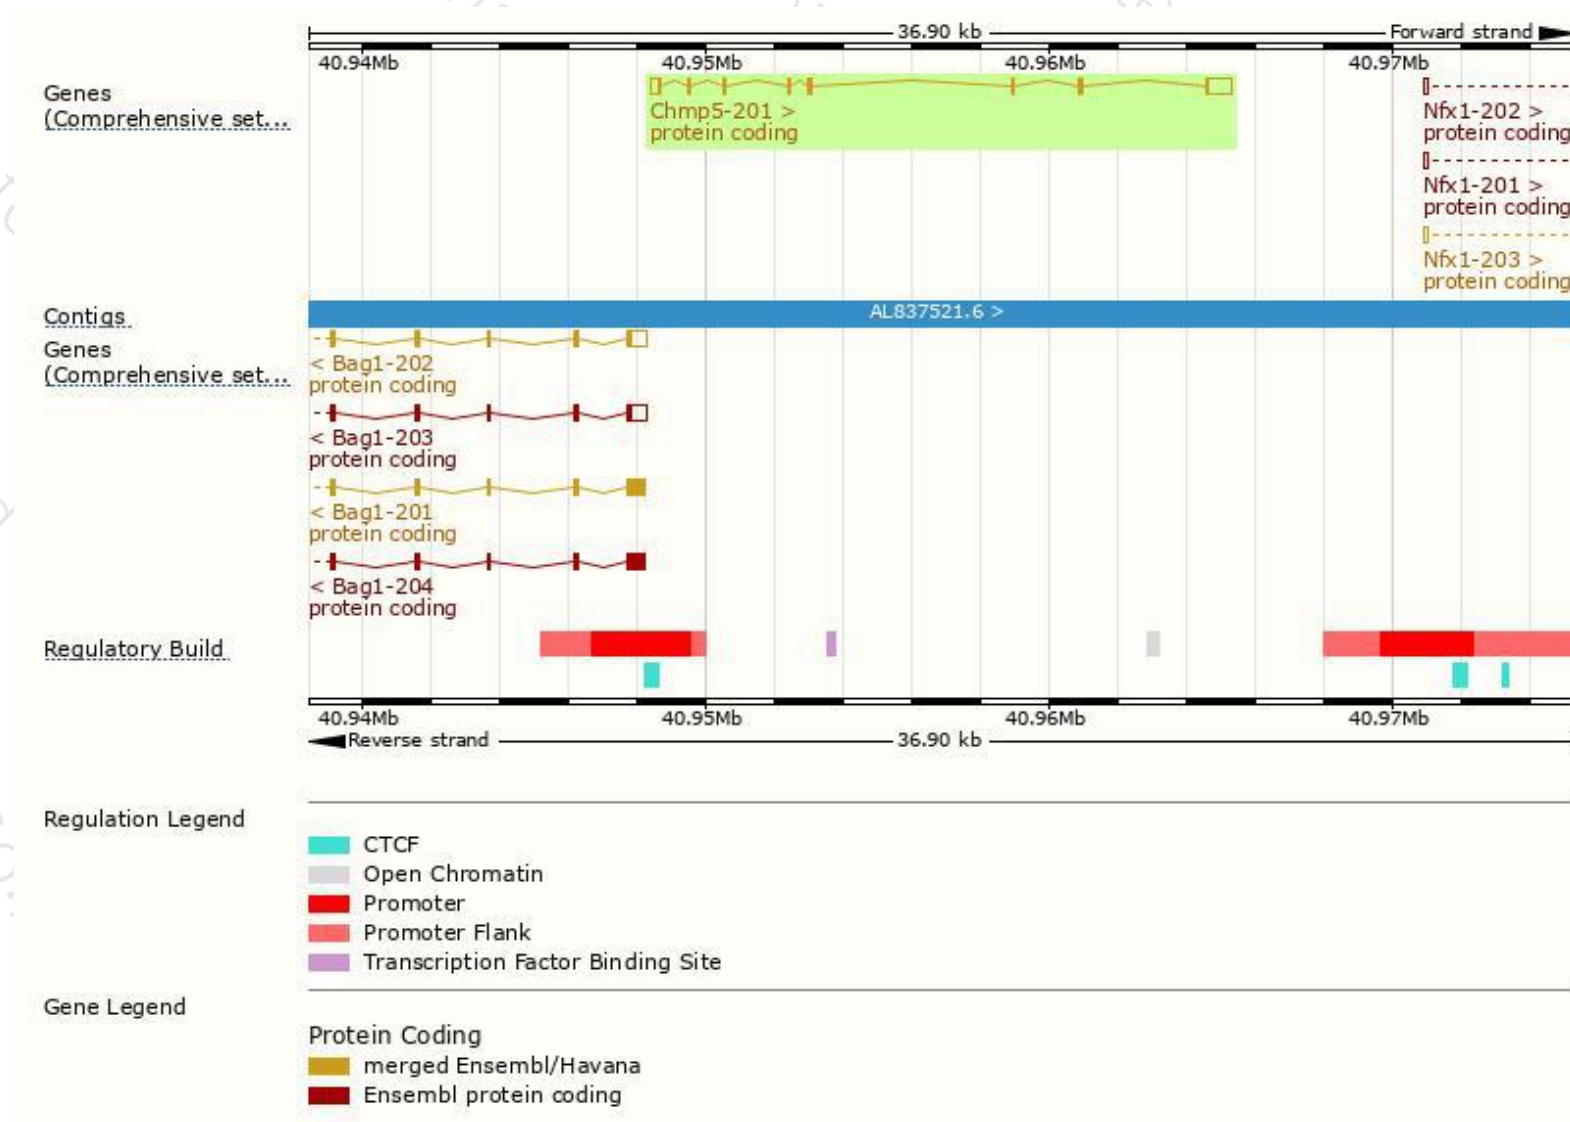 36.90 kb
Forward strand
40.94Mb 40.95Mb 40.96Mb 40.97Mb
Genes
(Comprehensive set...
Chmp5-201 >
protein coding
Nfx1-202 >
protein coding
Nfx1-201 >
protein coding
Nfx1-203 >
protein coding
Contigs
AL837521.6 >
Genes
(Comprehensive set...
< Bag1-202
protein coding
< Bag1-203
protein coding
< Bag1-201
protein coding
< Bag1-204
protein coding
Regulatory Build
40.94Mb 40.95Mb 40.96Mb 40.97Mb
Reverse strand
36.90 kb
Regulation Legend
CTCF
Open Chromatin
Promoter
Promoter Flank
Transcription Factor Binding Site
Gene Legend
Protein Coding
merged Ensembl/Havana
Ensembl protein coding